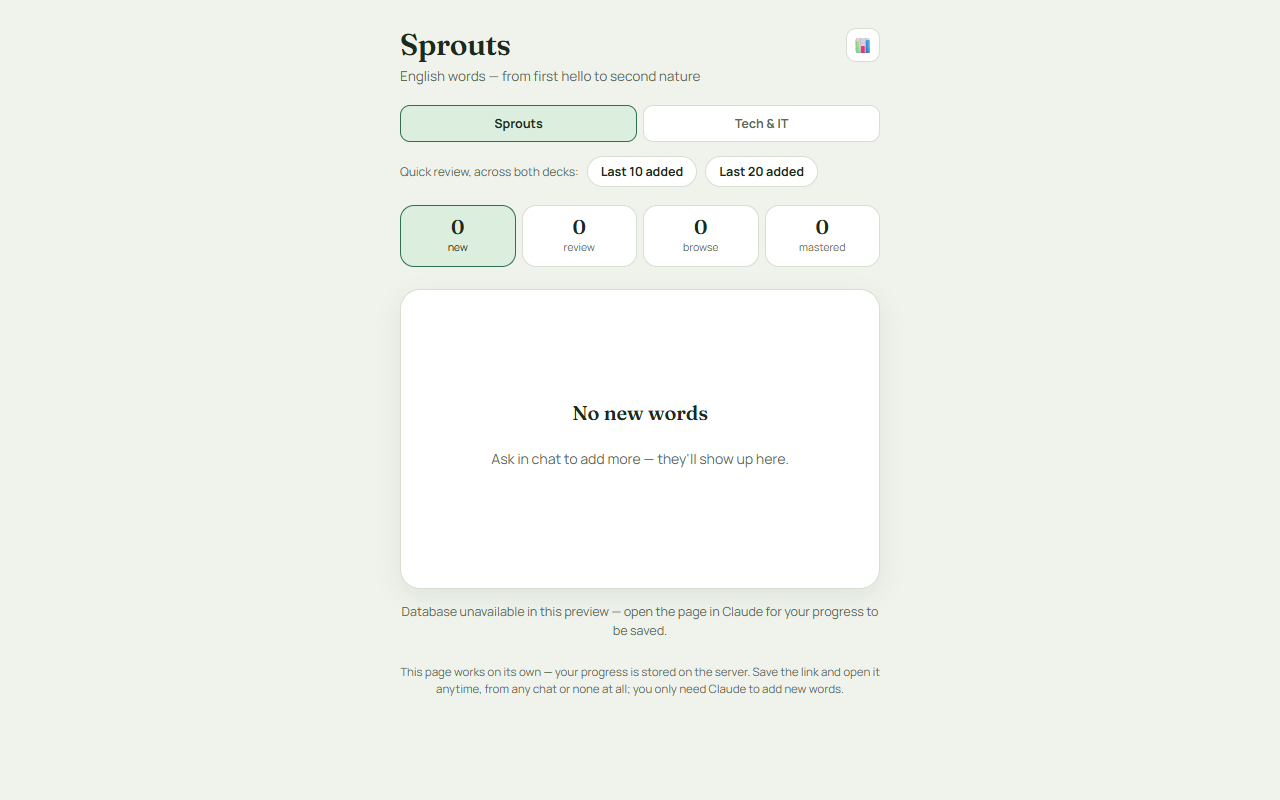 Sprouts
English words — from first hello to second nature
Sprouts
Tech & IT
Quick review, across both decks:
Last 10 added
Last 20 added
0
new
0
review
0
browse
0
mastered
No new words
Ask in chat to add more — they'll show up here.
Database unavailable in this preview — open the page in Claude for your progress to
be saved.
This page works on its own — your progress is stored on the server. Save the link and open it
anytime, from any chat or none at all; you only need Claude to add new words.